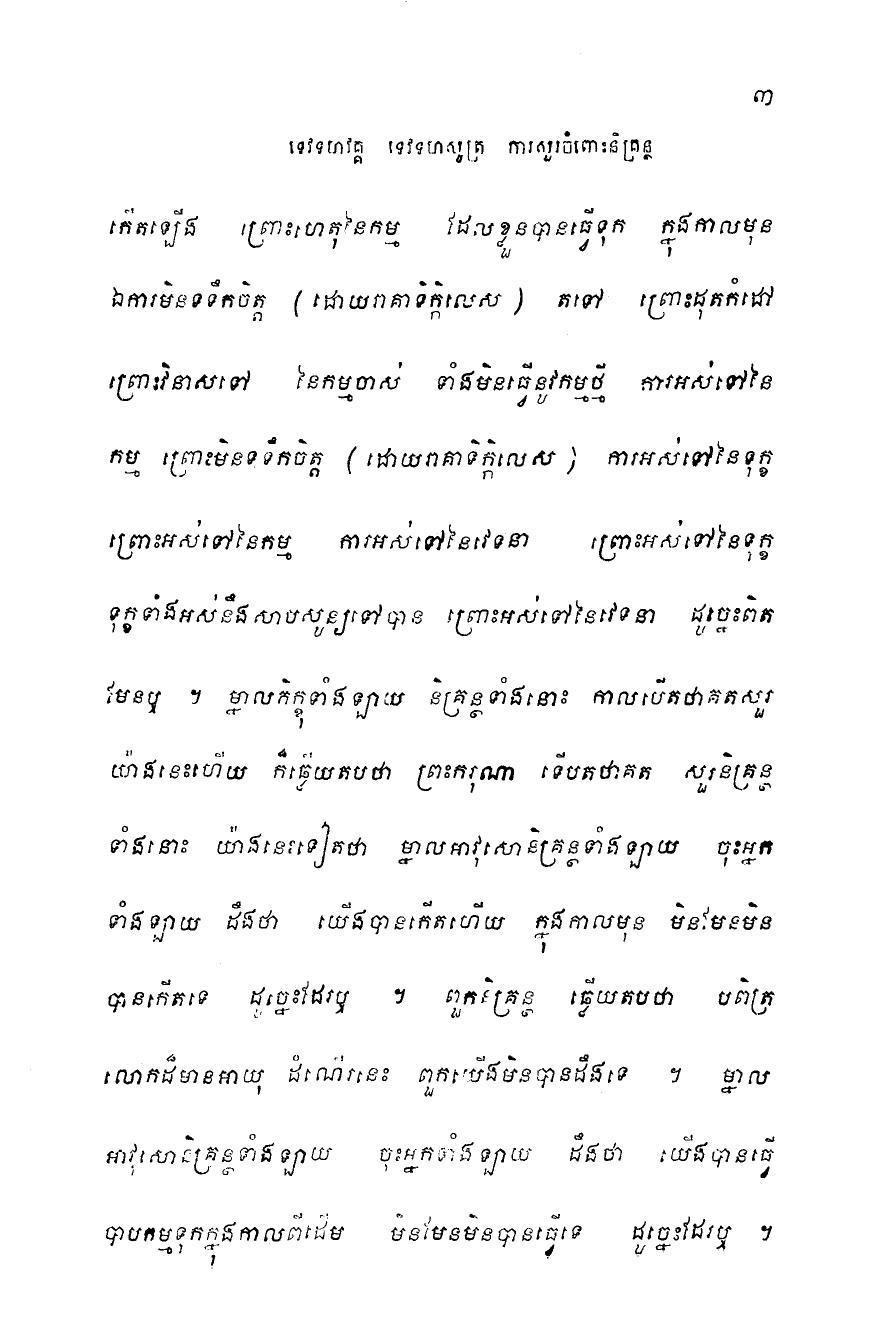 ៣
ទេវទហវគ្គ ទេវទហសូត្រ ការសួរចំពោះនិគ្រន្ថ
កើតឡើង ព្រោះហេតុនៃកម្ម ដែលខ្លួនបានធ្វើទុក ក្នុងកាលមុន
ឯការមិនទទឹកចិត្ត (ដោយរាគាទិក្កិលេស) តទៅ ព្រោះដុតកំដៅ
ព្រោះវិនាសទៅ នៃកម្មចាស់ ទាំងមិនធ្វើនូវកម្មថ្មី ការអស់ទៅនៃ
កម្ម ព្រោះមិនទទឹកចិត្ត (ដោយរាគាទិក្កិលេស) ការអស់ទៅនៃទុក្ខ
ព្រោះអស់ទៅនៃកម្ម ការអស់ទៅនៃវេទនា ព្រោះអស់ទៅនៃទុក្ខ
ទុក្ខទាំងអស់នឹងសាបសូន្យទៅបាន ព្រោះអស់ទៅនៃវេទនា ដូច្នេះពិត
មែនឬ ។ ម្នាលភិក្ខុទាំងឡាយ និគ្រន្ថទាំងនោះ កាលបើតថាគតសួរ
យ៉ាងនេះហើយ ក៏ឆ្លើយតបថា ព្រះករុណា ទើបតថាគត សួរនិគ្រន្ថ
ទាំងនោះ យ៉ាងនេះទៀតថា ម្នាលអាវុសោនិគ្រន្ថទាំងឡាយ ចុះអ្នក
ទាំងឡាយ ដឹងថា យើងបានកើតហើយ ក្នុងកាលមុន មិនមែនមិន
បានកើតទេ ដូច្នេះដែរឬ ។ ពួកនិគ្រន្ថ ឆ្លើយតបថា បពិត្រ
លោកដ៏មានអាយុ ដំណើរនេះ ពួកយើងមិនបានដឹងទេ ។ ម្នាល
អាវុសោនិគ្រន្ថទាំងឡាយ ចុះអ្នកទាំងឡាយ ដឹងថា យើងបានធ្វើ
បាបកម្មទុកក្នុងកាលពីដើម មិនមែនមិនបានធ្វើទេ ដូច្នេះដែរឬ ។